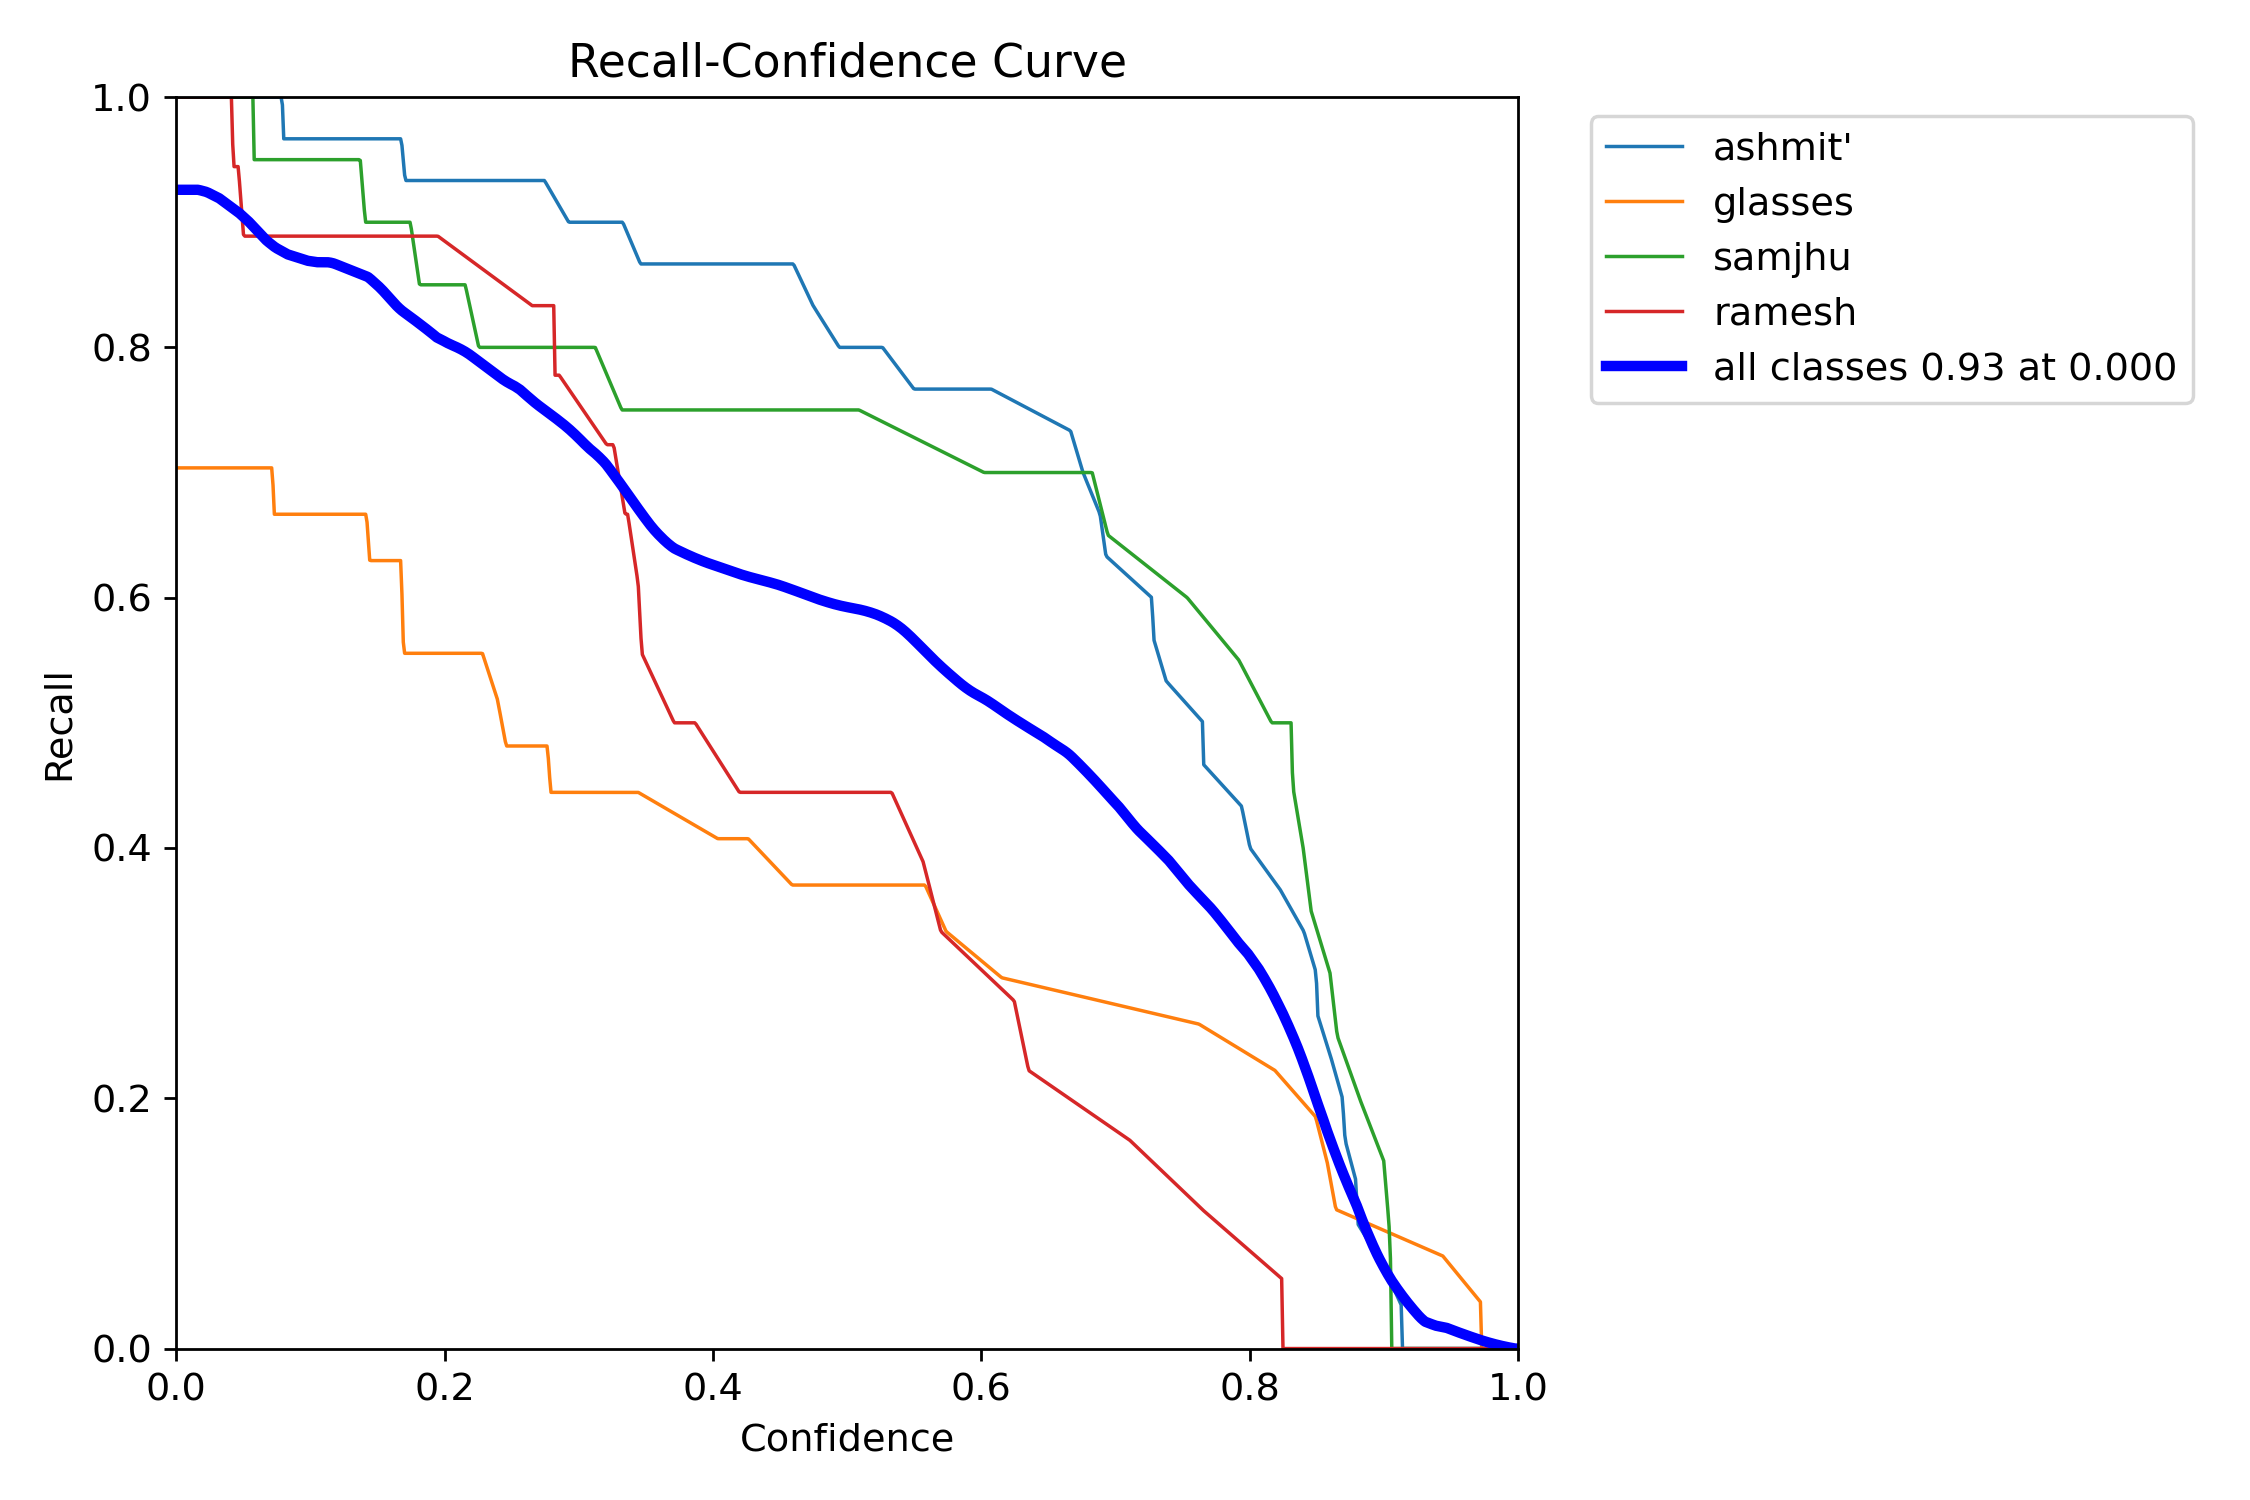 Recall-Confidence Curve
1.0
0.8
0.6
0.4
0.2
0.0
Recall
0.0 0.2 0.4 0.6 0.8 1.0
Confidence
ashmit'
glasses
samjhu
ramesh
all classes 0.93 at 0.000